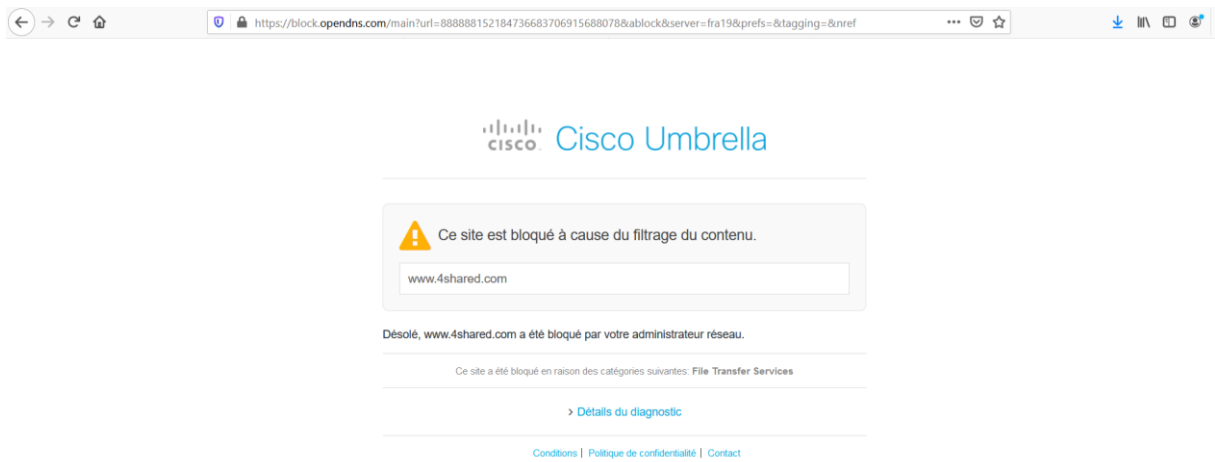 https://block.opendns.com/main?url=88888815218473668370691568​8078&ablock&server=fra19&prefs=&tagging=&nref
cisco. Cisco Umbrella
Ce site est bloqué à cause du filtrage du contenu.
www.4shared.com
Désolé, www.4shared.com a été bloqué par votre administrateur réseau.
Ce site a été bloqué en raison des catégories suivantes: File Transfer Services
> Détails du diagnostic
Conditions | Politique de confidentialité | Contact